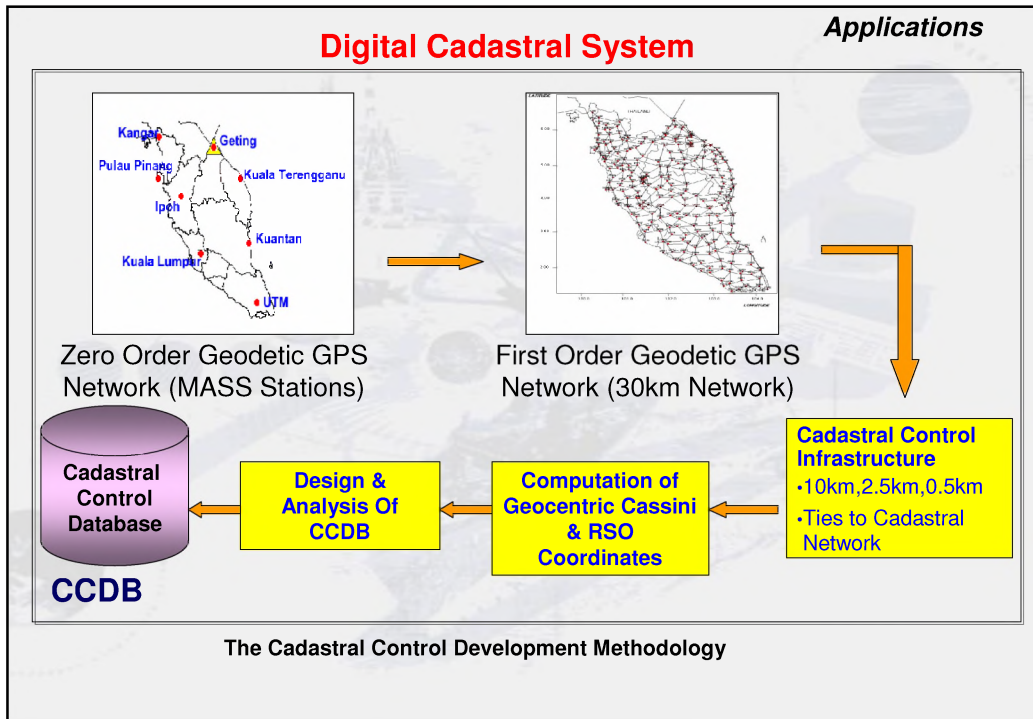 Applications
Digital Cadastral System
Kangar
Geting
Pulau Pinang
Kuala Terengganu
Ipoh
Kuantan
Kuala Lumpur
UTM
LATITUDE
THAILAND
LONGITUDE
Zero Order Geodetic GPS
Network (MASS Stations)
First Order Geodetic GPS
Network (30km Network)
Cadastral Control
Infrastructure
•10km,2.5km,0.5km
•Ties to Cadastral
Network
Computation of
Geocentric Cassini
& RSO
Coordinates
Design &
Analysis Of
CCDB
Cadastral
Control
Database
CCDB
The Cadastral Control Development Methodology